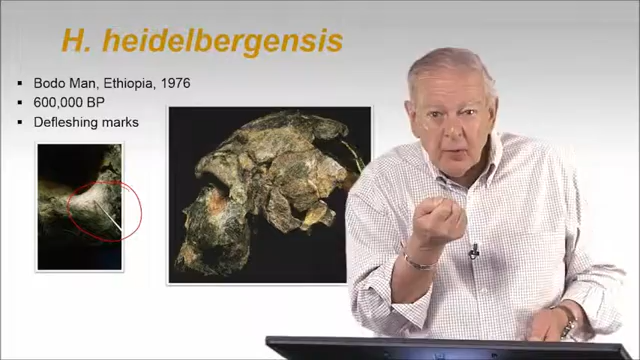 H. heidelbergensis
▪ Bodo Man, Ethiopia, 1976
▪ 600,000 BP
▪ Defleshing marks